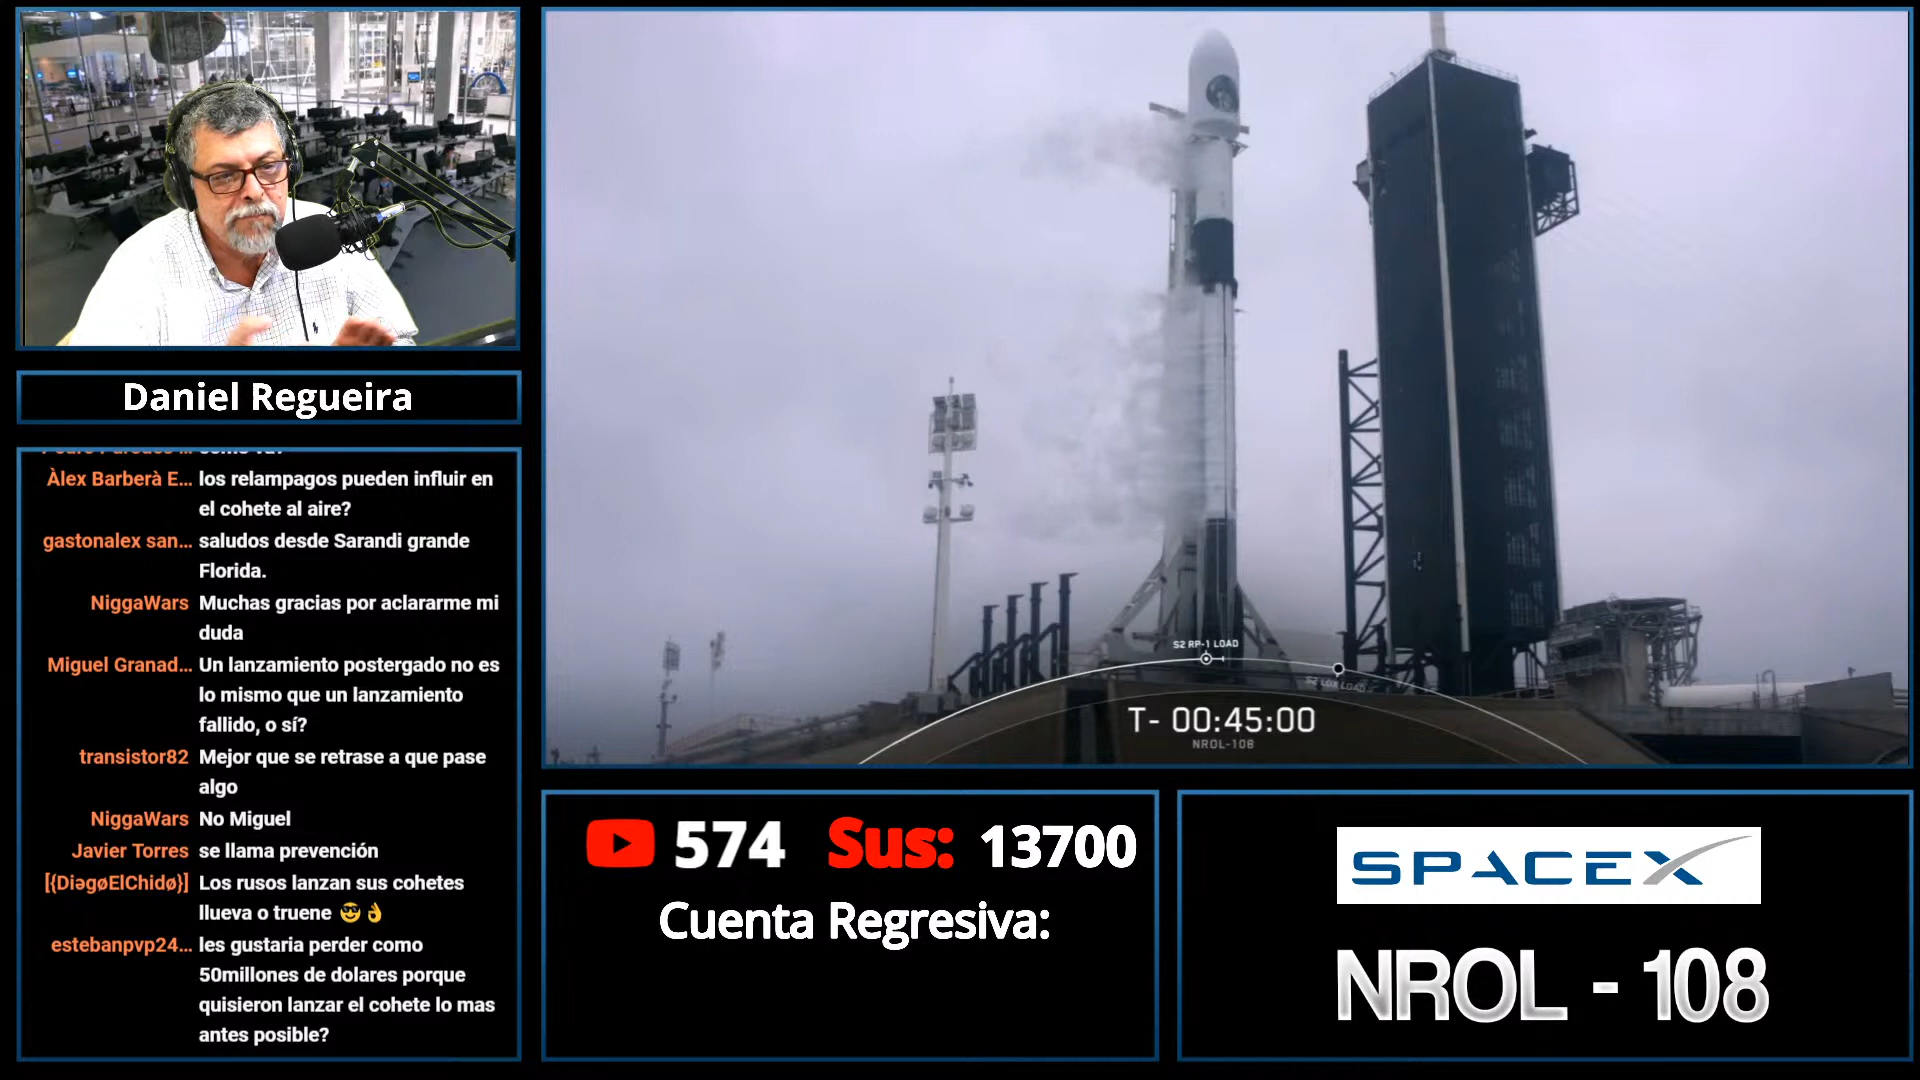 Daniel Regueira
Àlex Barberà E... los relampagos pueden influir en
el cohete al aire?
gastonalex san... saludos desde Sarandi grande
Florida.
NiggaWars Muchas gracias por aclararme mi
duda
Miguel Granad... Un lanzamiento postergado no es
lo mismo que un lanzamiento
fallido, o sí?
transistor82 Mejor que se retrase a que pase
algo
NiggaWars No Miguel
Javier Torres se llama prevención
[{DiəgøElChidø}] Los rusos lanzan sus cohetes
llueva o truene 😎👌
estebanpvp24... les gustaria perder como
50millones de dolares porque
quisieron lanzar el cohete lo mas
antes posible?
S2 RP-1 LOAD
S2 LOX LOAD
T- 00:45:00
NROL-108
574 Sus: 13700
Cuenta Regresiva:
SPACEX
NROL - 108